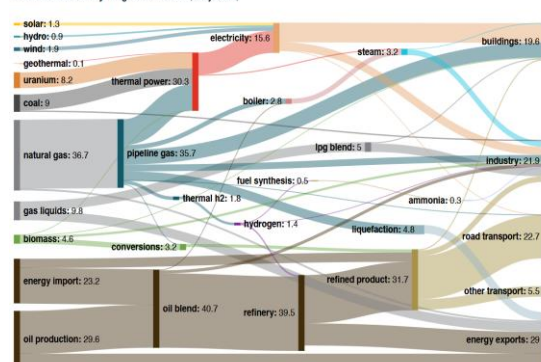 solar: 1.3
hydro: 0.9
wind: 1.9
geothermal: 0.1
uranium: 8.2
coal: 9
natural gas: 36.7
gas liquids: 9.8
biomass: 4.6
energy import: 23.2
oil production: 29.6
electricity: 15.6
thermal power: 30.3
pipeline gas: 35.7
conversions: 3.2
oil blend: 40.7
steam: 3.2
boiler: 2.8
lpg blend: 5
fuel synthesis: 0.5
thermal h2: 1.8
hydrogen: 1.4
ammonia: 0.3
liquefaction: 4.8
refinery: 39.5
refined product: 31.7
buildings: 19.6
industry: 21.9
road transport: 22.7
other transport: 5.5
energy exports: 29